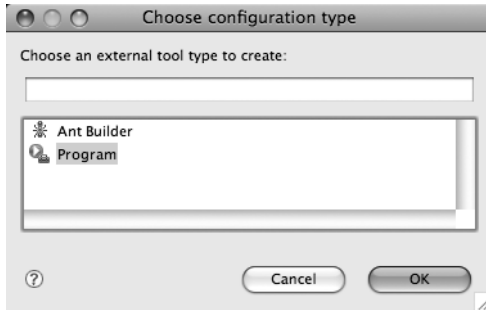 Choose configuration type
Choose an external tool type to create:
Ant Builder
Program
?
Cancel
OK